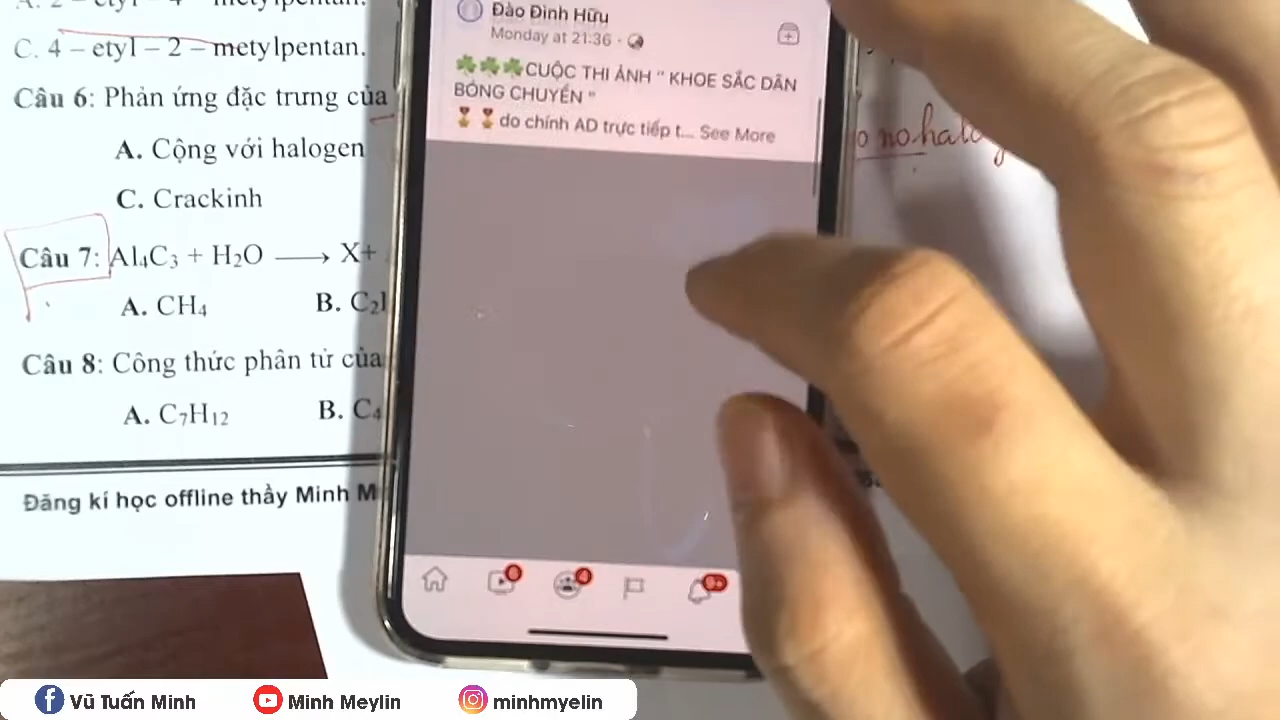 C. 4 – etyl – 2 – metylpentan.
Câu 6: Phản ứng đặc trưng của
A. Cộng với halogen
C. Crackinh
Câu 7: Al4C3 + H2O ⟶ X+
A. CH4 B.
Câu 8: Công thức phân tử của
A. C7H12 B.
Đăng kí học offline thầy Minh M
Đào Đình Hữu
Monday at 21:36
☘☘☘CUỘC THI ẢNH " KHOE SẮC DÂN
BÓNG CHUYỀN "
🎖🎖do chính AD trực tiếp t... See More
4
9+
no
Vũ Tuấn Minh Minh Meylin minhmyelin